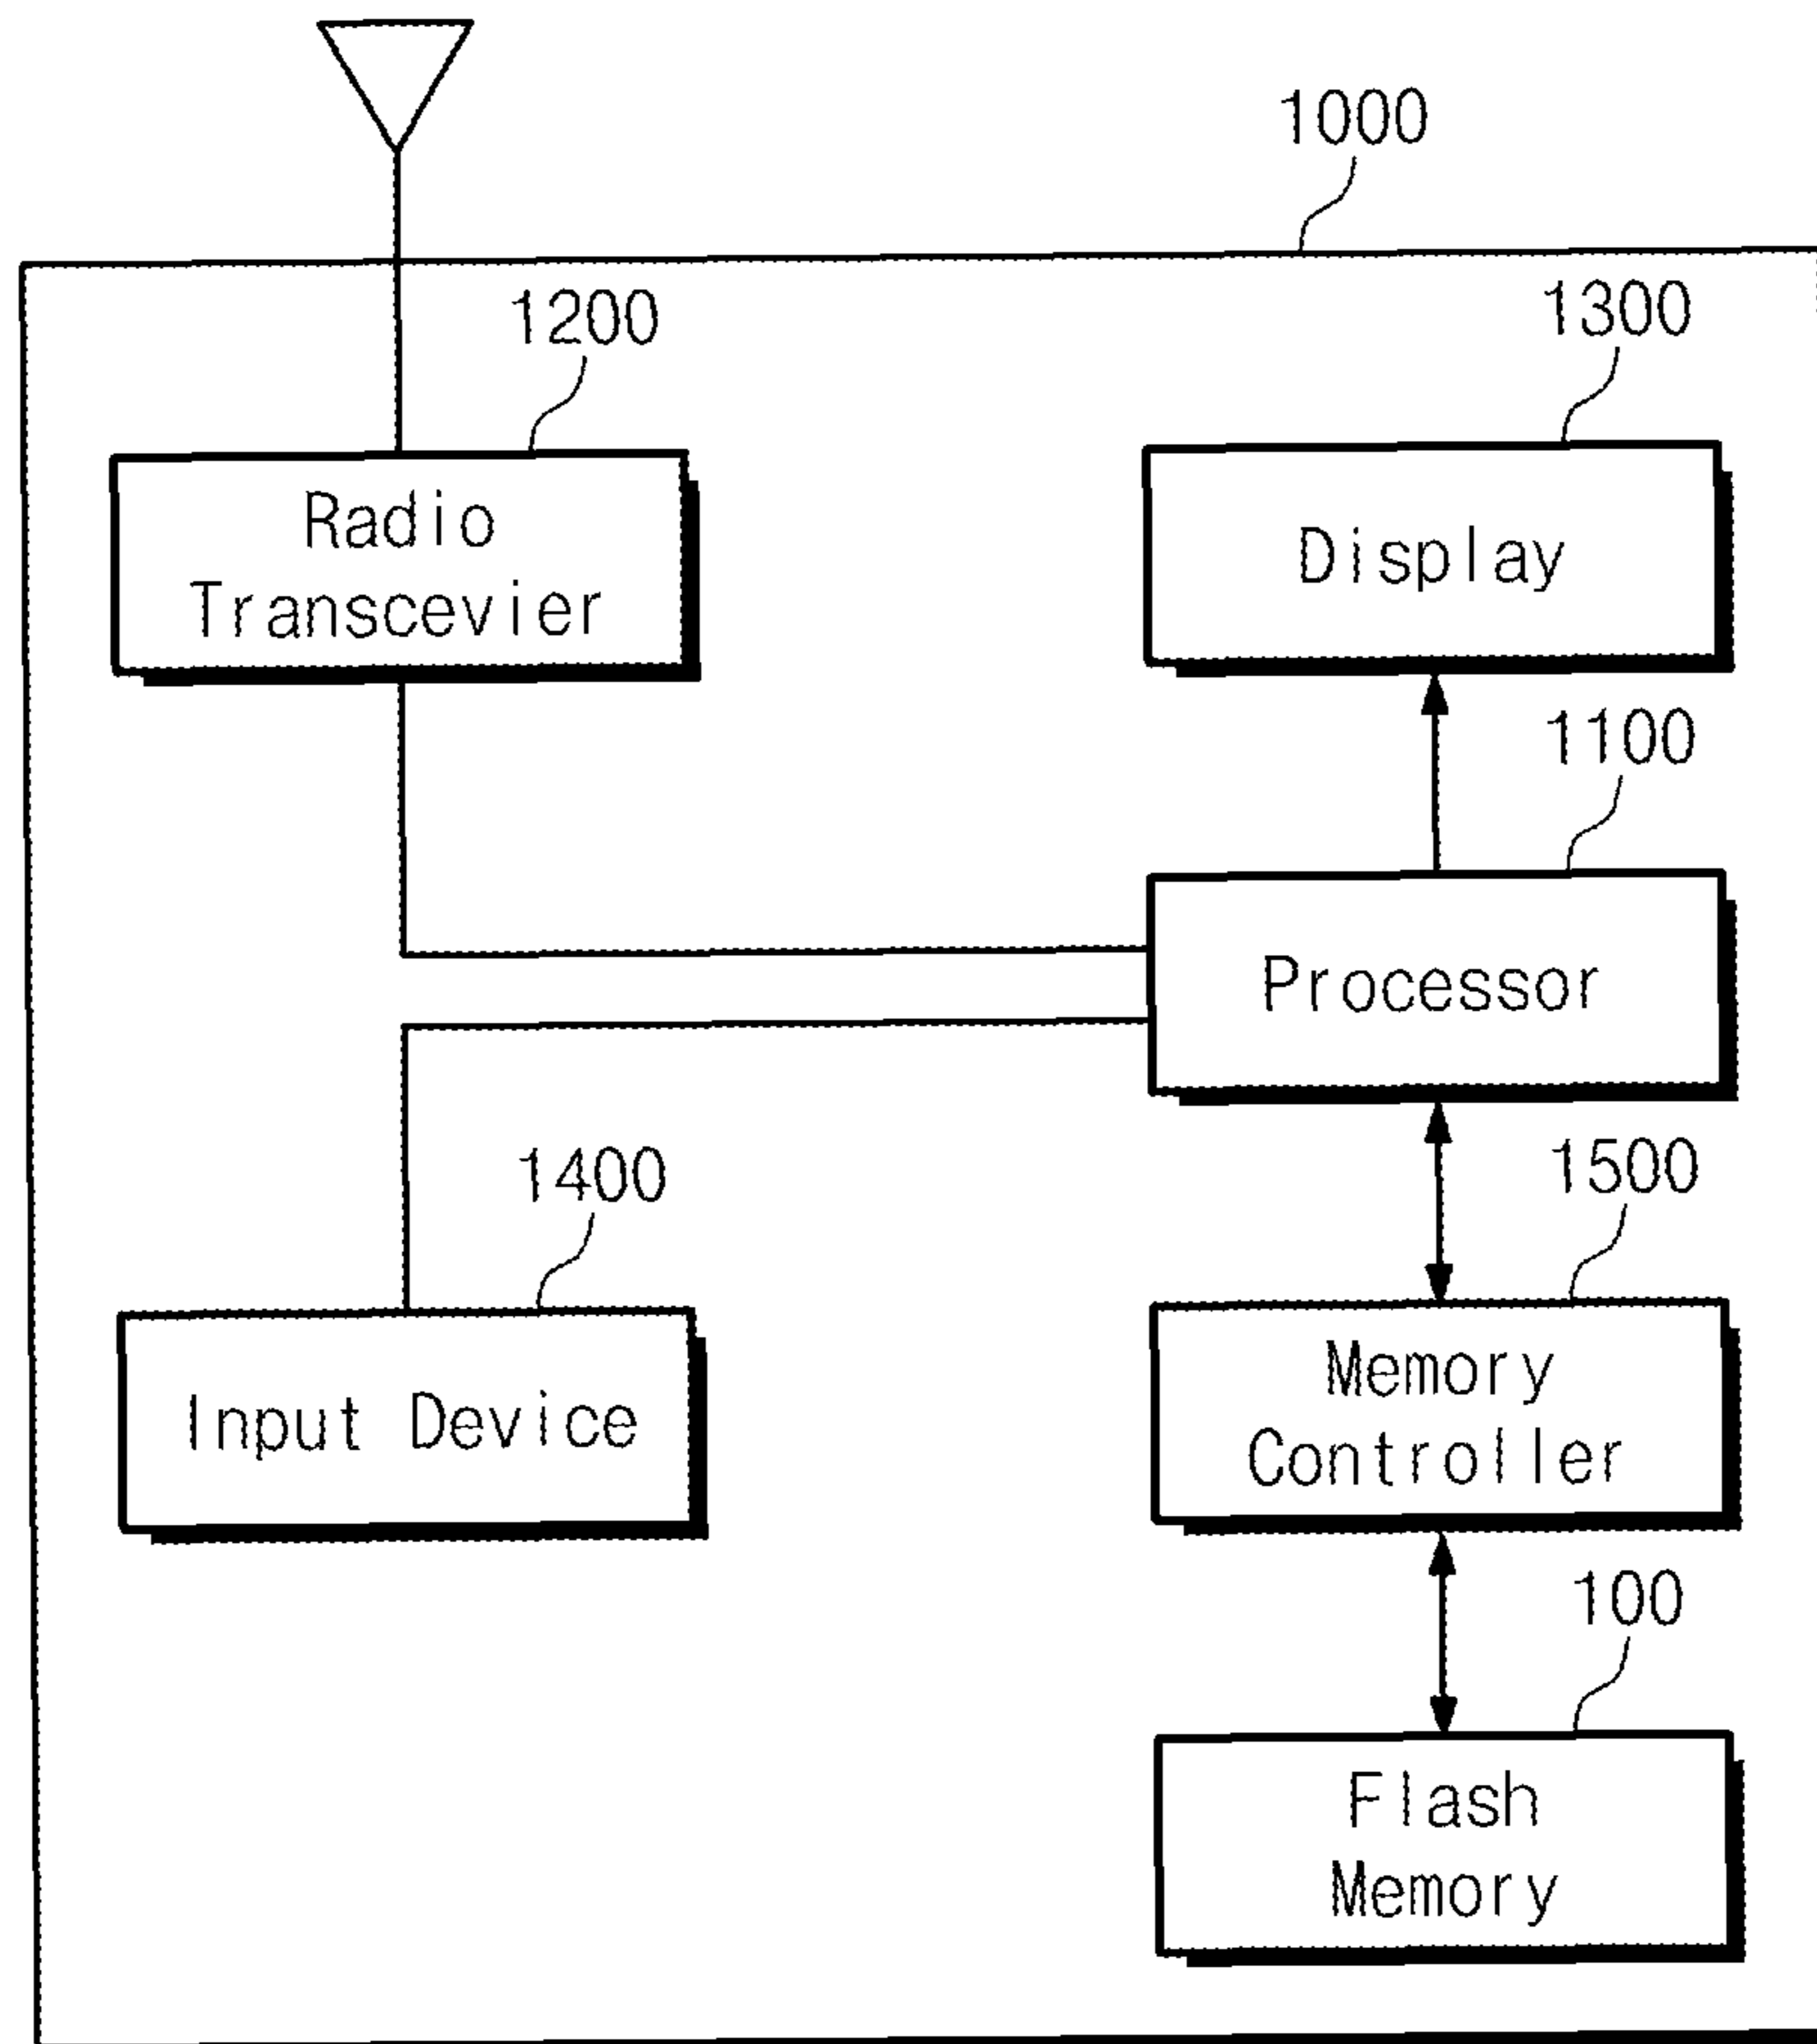 1000
1200
1300
Radio
Transcevier
Display
1100
Processor
1400
1500
Input Device
Memory
Controller
100
Flash
Memory